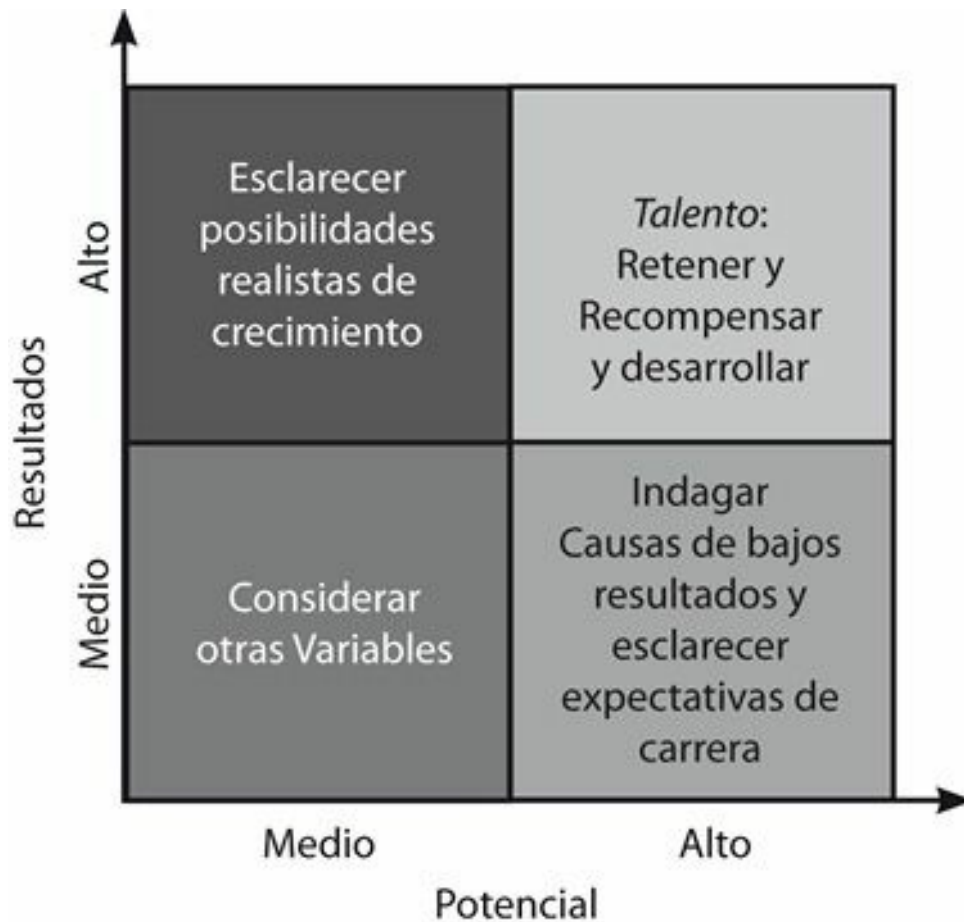 Resultados
Alto
Medio
Esclarecer
posibilidades
realistas de
crecimiento
Talento:
Retener y
Recompensar
y desarrollar
Considerar
otras Variables
Indagar
Causas de bajos
resultados y
esclarecer
expectativas de
carrera
Medio
Alto
Potencial